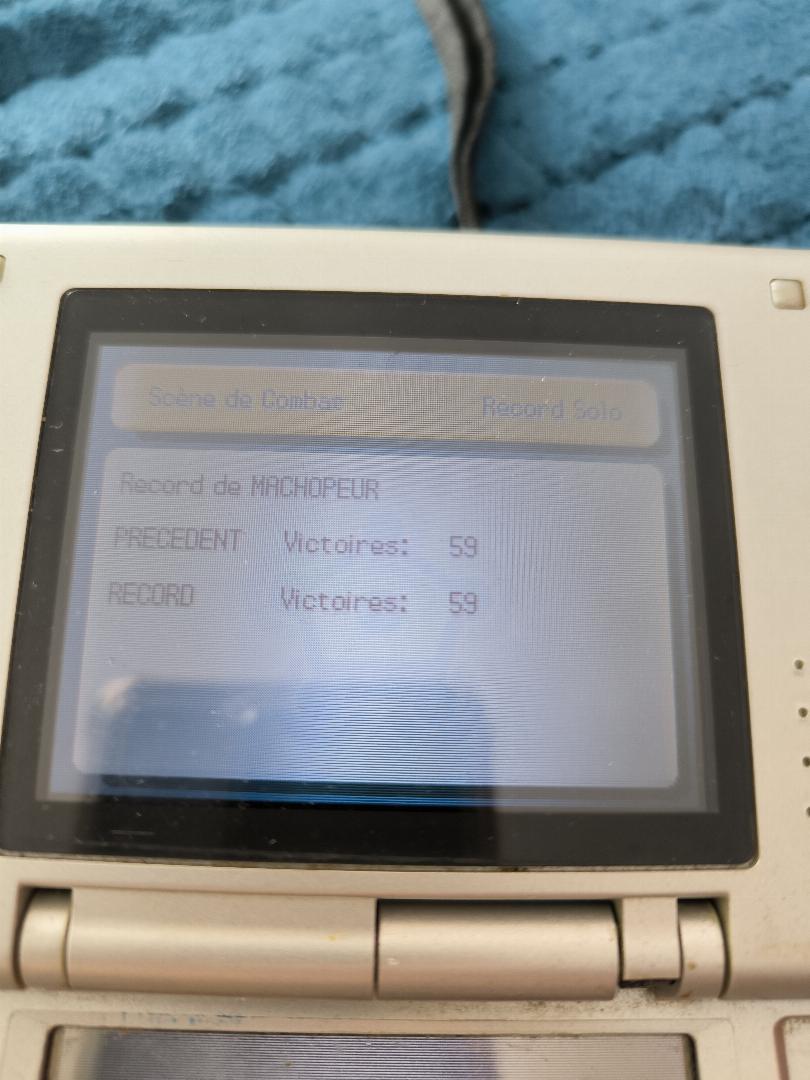 Scène de Combat Record Solo
Record de MACHOPEUR
PRECEDENT Victoires: 59
RECORD Victoires: 59